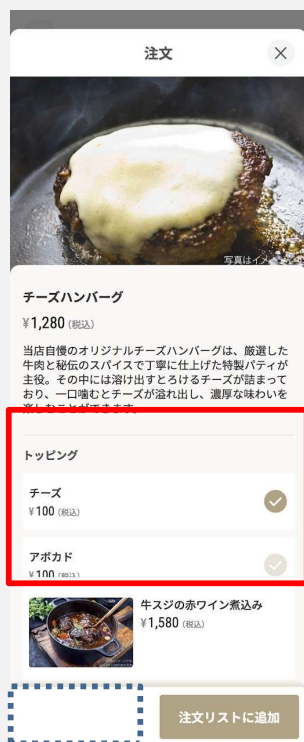 注文
写真はイメ
チーズハンバーグ
¥1,280 (税込)
当店自慢のオリジナルチーズハンバーグは、厳選した
牛肉と秘伝のスパイスで丁寧に仕上げた特製パティが
主役。その中には溶け出すとろけるチーズが詰まって
おり、一口噛むとチーズが溢れ出し、濃厚な味わいを
トッピング
チーズ
¥100 (税込)
アボカド
¥100 (税込)
牛スジの赤ワイン煮込み
¥1,580 (税込)
注文リストに追加